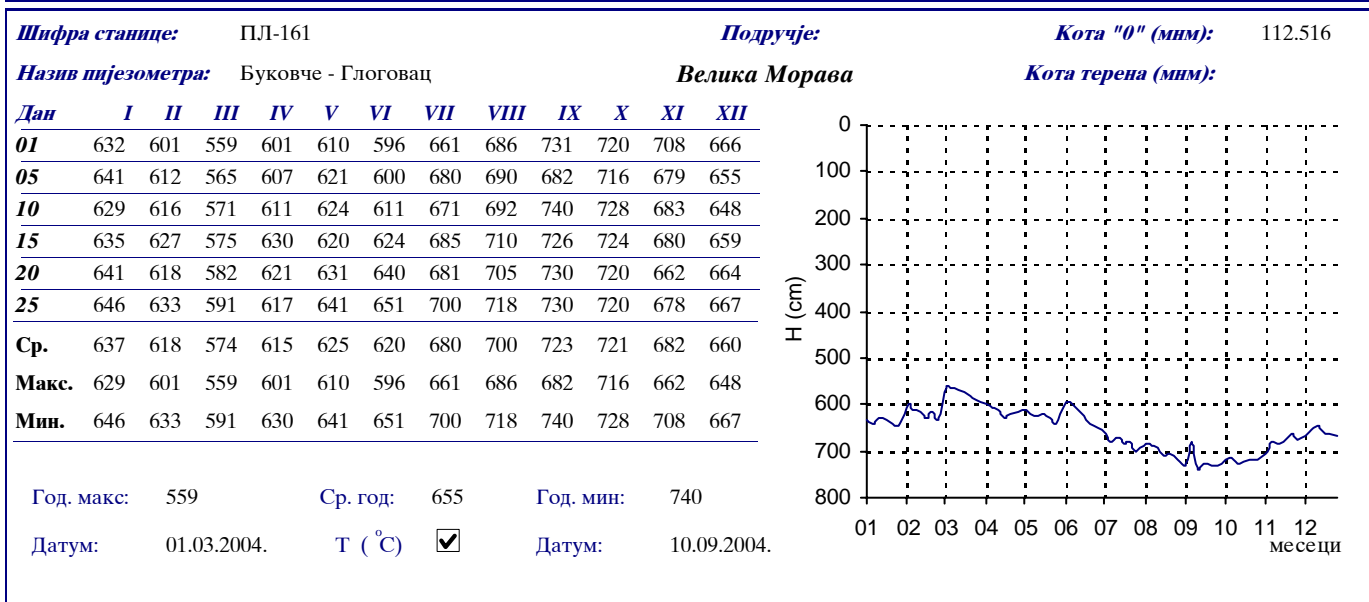 Шифра станице: ПЛ-161 Подручје: Кота "0" (мнм): 112.516
Назив пијезометра: Буковче - Глоговац Велика Морава Кота терена (мнм):
Дан I II III IV V VI VII VIII IX X XI XII
01 632 601 559 601 610 596 661 686 731 720 708 666
05 641 612 565 607 621 600 680 690 682 716 679 655
10 629 616 571 611 624 611 671 692 740 728 683 648
15 635 627 575 630 620 624 685 710 726 724 680 659
20 641 618 582 621 631 640 681 705 730 720 662 664
25 646 633 591 617 641 651 700 718 730 720 678 667
Ср. 637 618 574 615 625 620 680 700 723 721 682 660
Макс. 629 601 559 601 610 596 661 686 682 716 662 648
Мин. 646 633 591 630 641 651 700 718 740 728 708 667
Год. макс: 559 Ср. год: 655 Год. мин: 740
Датум: 01.03.2004. Т ( °C) Датум: 10.09.2004.
H (cm)
0
100
200
300
400
500
600
700
800
01 02 03 04 05 06 07 08 09 10 11 12
месеци